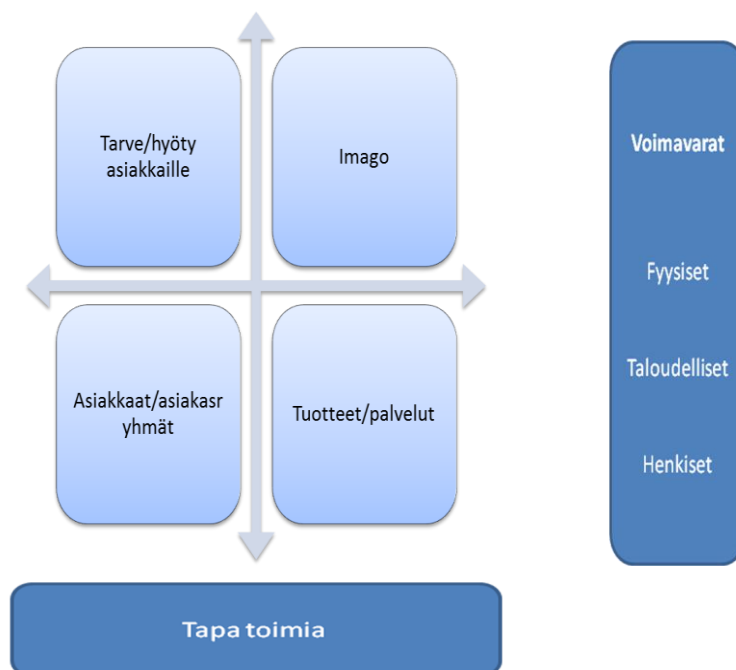 Tarve/hyöty
asiakkaille
Imago
Asiakkaat/asiakasr
yhmät
Tuotteet/palvelut
Voimavarat
Fyysiset
Taloudelliset
Henkiset
Tapa toimia